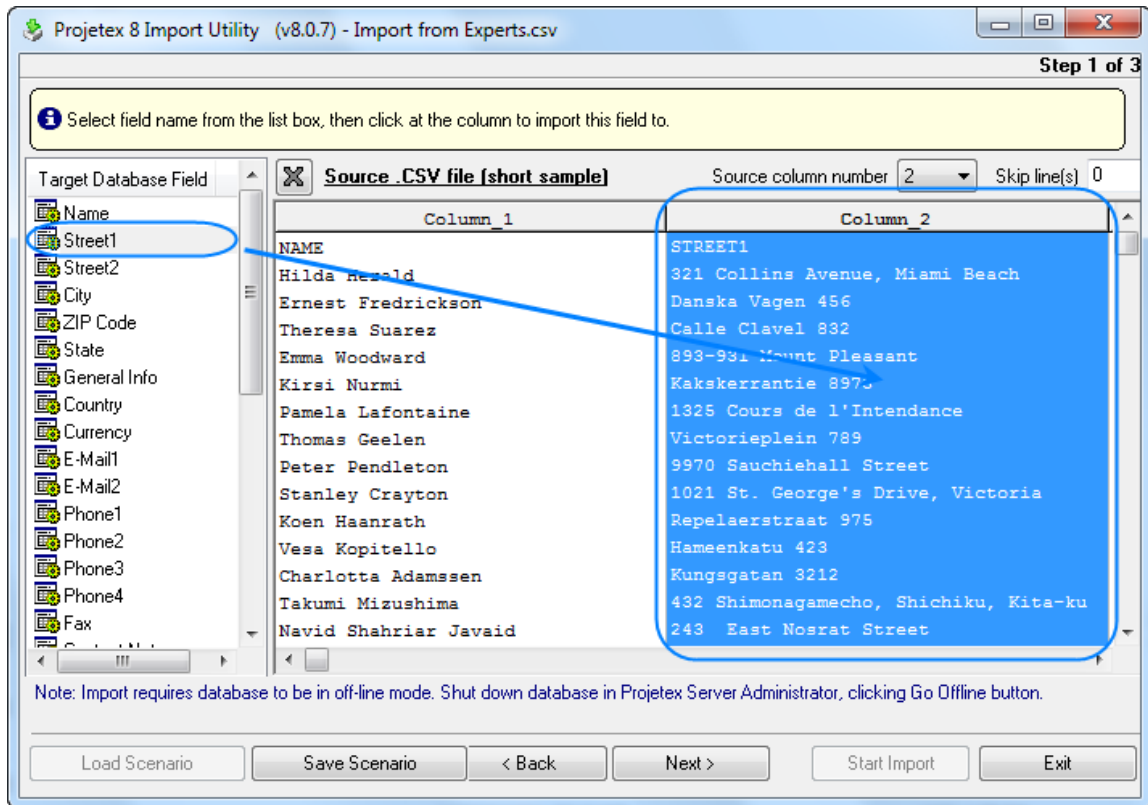 Projetex 8 Import Utility (v8.0.7) - Import from Experts.csv
Step 1 of 3
Select field name from the list box, then click at the column to import this field to.
Target Database Field
Name
Street1
Street2
City
ZIP Code
State
General Info
Country
Currency
E-Mail1
E-Mail2
Phone1
Phone2
Phone3
Phone4
Fax
Source .CSV file (short sample)
Source column number 2
Skip line(s) 0
Column_1
NAME
Hilda Herald
Ernest Fredrickson
Theresa Suarez
Emma Woodward
Kirsi Nurmi
Pamela Lafontaine
Thomas Geelen
Peter Pendleton
Stanley Crayton
Koen Haanrath
Vesa Kopitello
Charlotta Adamssen
Takumi Mizushima
Navid Shahriar Javaid
Column_2
STREET1
321 Collins Avenue, Miami Beach
Danska Vagen 456
Calle Clavel 832
893-931 Mount Pleasant
Kakskerrantie
1325 Cours de l'Intendance
Victorieplein 789
9970 Sauchiehall Street
1021 St. George's Drive, Victoria
Repelaerstraat 975
Hameenkatu 423
Kungsgatan 3212
432 Shimonagamecho, Shichiku, Kita-ku
243 East Nosrat Street
Note: Import requires database to be in off-line mode. Shut down database in Projetex Server Administrator, clicking Go Offline button.
Load Scenario
Save Scenario
< Back
Next >
Start Import
Exit